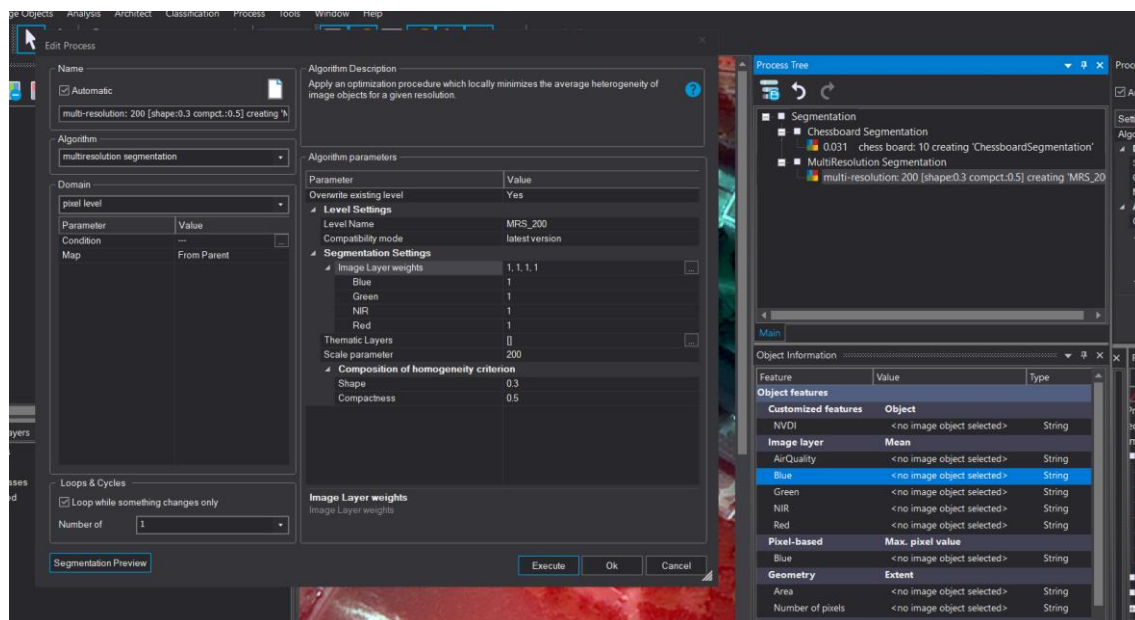 ge Objects Analysis Architect Classification Process Tools Window Help
Edit Process
Name
Automatic
multi-resolution: 200 [shape:0.3 compct.:0.5] creating 'M
Algorithm
multiresolution segmentation
Domain
pixel level
Parameter Value
Condition ---
Map From Parent
Loops & Cycles
Loop while something changes only
Number of 1
Segmentation Preview
Algorithm Description
Apply an optimization procedure which locally minimizes the average heterogeneity of
image objects for a given resolution.
Algorithm parameters
Parameter Value
Overwrite existing level Yes
Level Settings
Level Name MRS_200
Compatibility mode latest version
Segmentation Settings
Image Layer weights 1, 1, 1, 1
Blue 1
Green 1
NIR 1
Red 1
Thematic Layers []
Scale parameter 200
Composition of homogeneity criterion
Shape 0.3
Compactness 0.5
Image Layer weights
Image Layer weights
Execute Ok Cancel
Process Tree
Segmentation
Chessboard Segmentation
0.031 chess board: 10 creating 'ChessboardSegmentation'
MultiResolution Segmentation
multi-resolution: 200 [shape:0.3 compct.:0.5] creating 'MRS_20
Main
Object Information
Feature Value Type
Object features
Customized features Object
NVDI <no image object selected> String
Image layer Mean
AirQuality <no image object selected> String
Blue <no image object selected> String
Green <no image object selected> String
NIR <no image object selected> String
Red <no image object selected> String
Pixel-based Max. pixel value
Blue <no image object selected> String
Geometry Extent
Area <no image object selected> String
Number of pixels <no image object selected> String